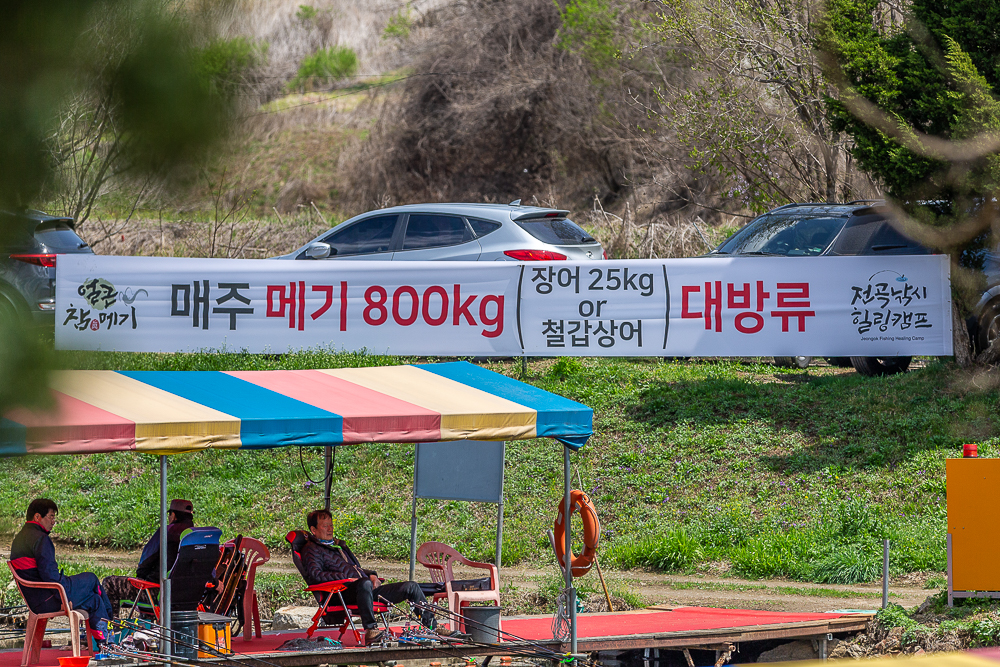 얼큰
참메기
매주 메기 800kg
장어 25kg
or
철갑상어
대방류
전곡낚시
힐링캠프
Jeongok Fishing Healing Camp